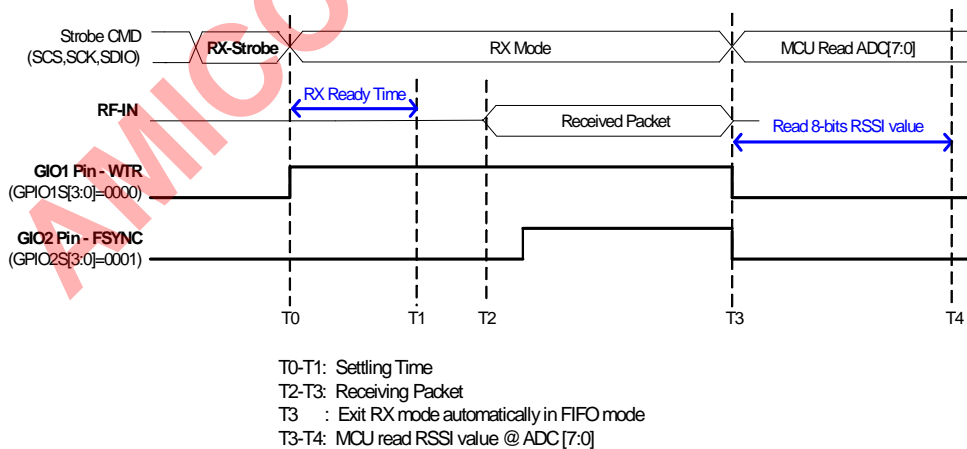 Strobe CMD
(SCS,SCK,SDIO)
RX-Strobe
RX Mode
MCU Read ADC[7:0]
RX Ready Time
RF-IN
Received Packet
Read 8-bits RSSI value
GIO1 Pin - WTR
(GPIO1S[3:0]=0000)
GIO2 Pin - FSYNC
(GPIO2S[3:0]=0001)
T0 T1 T2 T3 T4
T0-T1: Settling Time
T2-T3: Receiving Packet
T3 : Exit RX mode automatically in FIFO mode
T3-T4: MCU read RSSI value @ ADC [7:0]